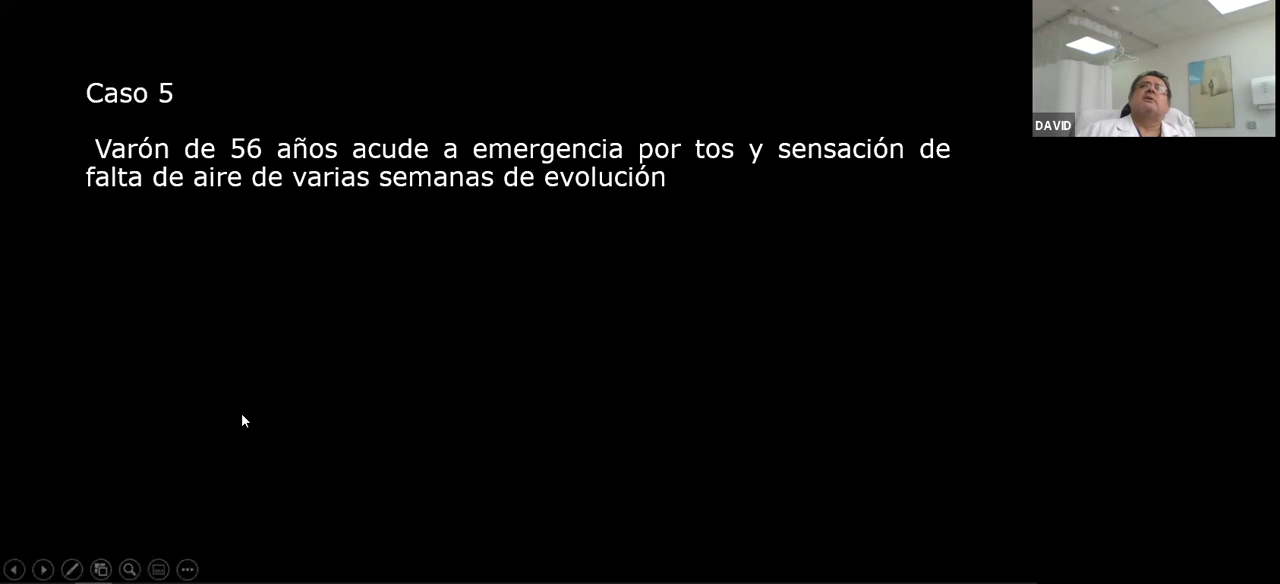 Caso 5
Varón de 56 años acude a emergencia por tos y sensación de
falta de aire de varias semanas de evolución
DAVID